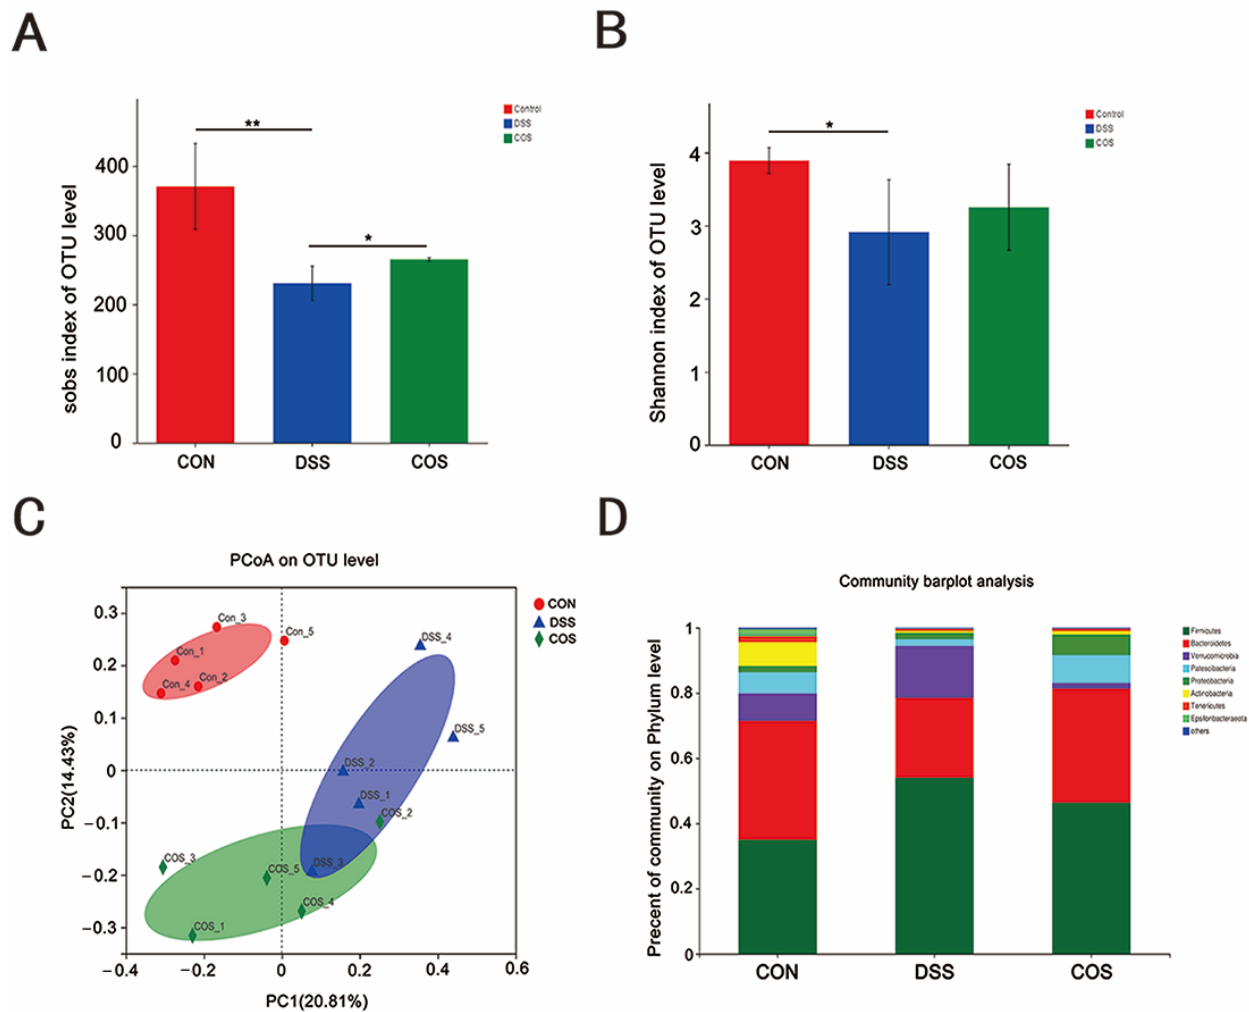 A
sobs index of OTU level
400
300
200
100
0
**
*
CON
DSS
COS
Control
DSS
COS
B
Shannon index of OTU level
4
3
2
1
0
*
CON
DSS
COS
Control
DSS
COS
C
PCoA on OTU level
PC2(14.43%)
0.3
0.2
0.1
0
−0.1
−0.2
−0.3
Con_3
Con_5
Con_1
Con_4
Con_2
DSS_4
DSS_5
DSS_2
DSS_1
COS_2
COS_3
COS_5
DSS_3
COS_4
COS_1
−0.4
−0.2
0
0.2
0.4
0.6
PC1(20.81%)
CON
DSS
COS
D
Community barplot analysis
Precent of community on Phylum level
1
0.8
0.6
0.4
0.2
0
CON
DSS
COS
Firmicutes
Bacteroidetes
Verrucomicrobia
Patescibacteria
Proteobacteria
Actinobacteria
Tenericutes
Epsilonbacteraeota
others